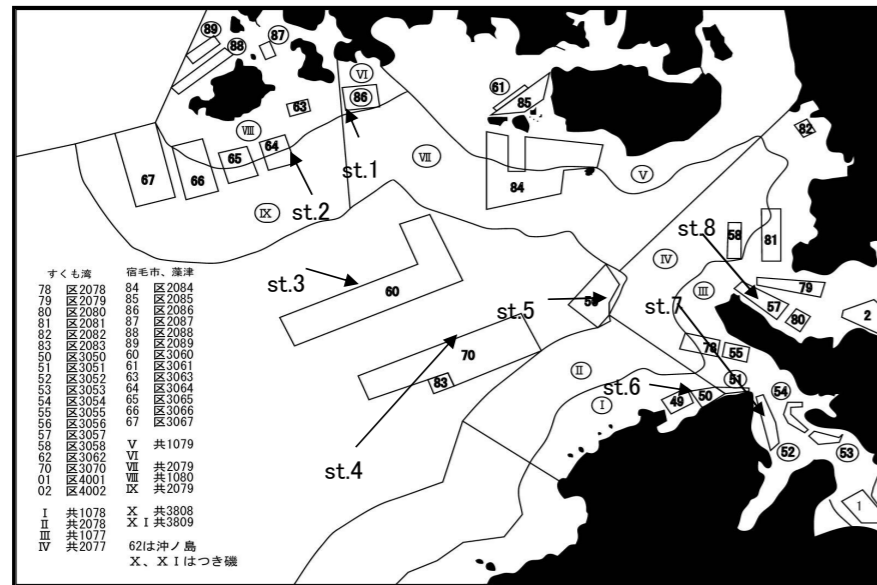 89
87
88
Ⅵ
86
61
85
63
Ⅷ
64
st.1
82
65
Ⅶ
67
66
84
Ⅴ
st.2
Ⅸ
58
81
st.8
Ⅳ
st.3
60
Ⅲ
79
st.5
st.7
57
80
2
70
78
55
83
Ⅱ
51
54
st.6
49
50
Ⅰ
52
53
st.4
1
すくも湾
78 区2078
79 区2079
80 区2080
81 区2081
82 区2082
83 区2083
50 区3050
51 区3051
52 区3052
53 区3053
54 区3054
55 区3055
56 区3056
57 区3057
58 区3058
62 区3062
70 区3070
01 区4001
02 区4002
Ⅰ 共1078
Ⅱ 共2078
Ⅲ 共1077
Ⅳ 共2077
宿毛市、藻津
84 区2084
85 区2085
86 区2086
87 区2087
88 区2088
89 区2089
60 区3060
61 区3061
63 区3063
64 区3064
65 区3065
66 区3066
67 区3067
Ⅴ 共1079
Ⅵ
Ⅶ 共2079
Ⅷ 共1080
Ⅸ 共2079
Ⅹ 共3808
ⅩⅠ共3809
62は沖ノ島
Ⅹ、ⅩⅠはつき磯